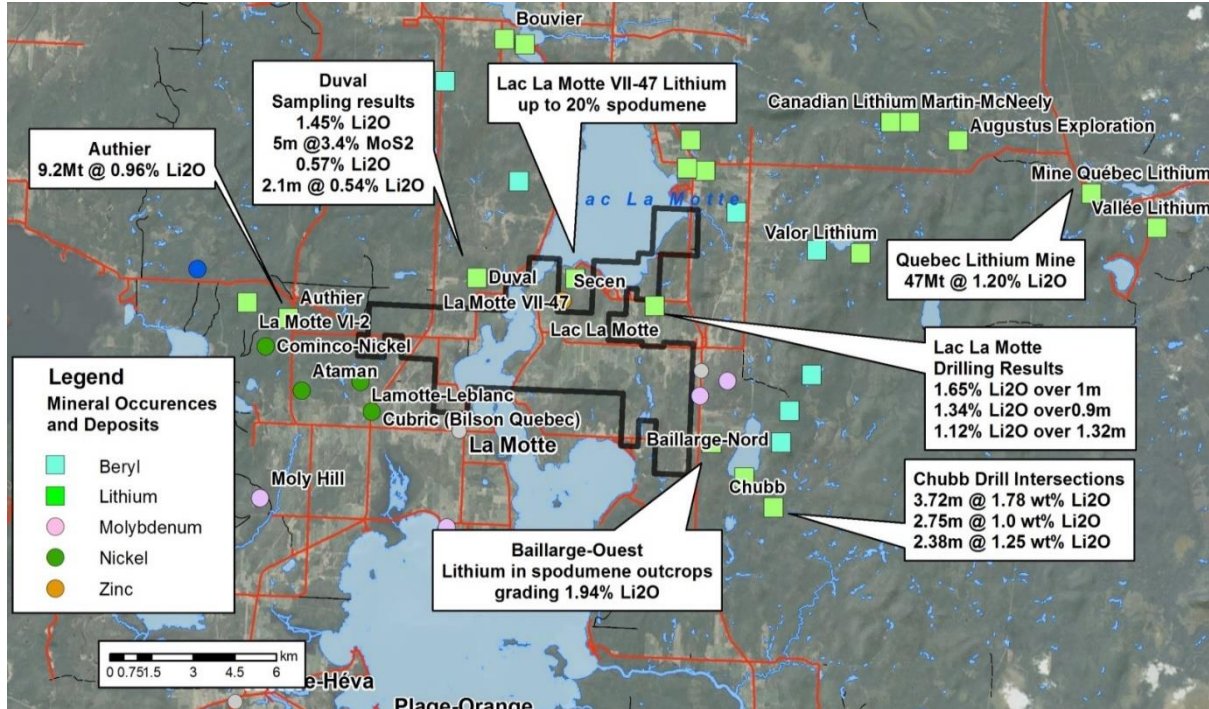 Bouvier
Duval
Sampling results
1.45% Li2O
5m @3.4% MoS2
0.57% Li2O
2.1m @ 0.54% Li2O
Lac La Motte VII-47 Lithium
up to 20% spodumene
Canadian Lithium Martin-McNeely
Augustus Exploration
Authier
9.2Mt @ 0.96% Li2O
Mine Québec Lithium
Vallée Lithium
ac La Motte
Valor Lithium
Quebec Lithium Mine
47Mt @ 1.20% Li2O
Duval
Secen
La Motte VII-47
Authier
La Motte VI-2
Lac La Motte
Cominco-Nickel
Ataman
Lamotte-Leblanc
Cubric (Bilson Quebec)
La Motte
Lac La Motte
Drilling Results
1.65% Li2O over 1m
1.34% Li2O over0.9m
1.12% Li2O over 1.32m
Baillarge-Nord
Moly Hill
Chubb
Chubb Drill Intersections
3.72m @ 1.78 wt% Li2O
2.75m @ 1.0 wt% Li2O
2.38m @ 1.25 wt% Li2O
Baillarge-Ouest
Lithium in spodumene outcrops
grading 1.94% Li2O
Legend
Mineral Occurences
and Deposits
Beryl
Lithium
Molybdenum
Nickel
Zinc
km
0 0.75 1.5 3 4.5 6
e-Héva
Plage-Orange